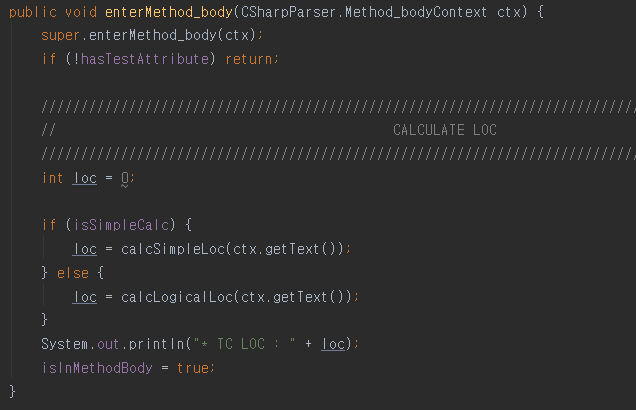 public void enterMethod_body(CSharpParser.Method_bodyContext ctx) {
super.enterMethod_body(ctx);
if (!hasTestAttribute) return;
//////////////////////////////////////////////////////////////////////////
// CALCULATE LOC
//////////////////////////////////////////////////////////////////////////
int loc = 0;
if (isSimpleCalc) {
loc = calcSimpleLoc(ctx.getText());
} else {
loc = calcLogicalLoc(ctx.getText());
}
System.out.println("* TC LOC : " + loc);
isInMethodBody = true;
}